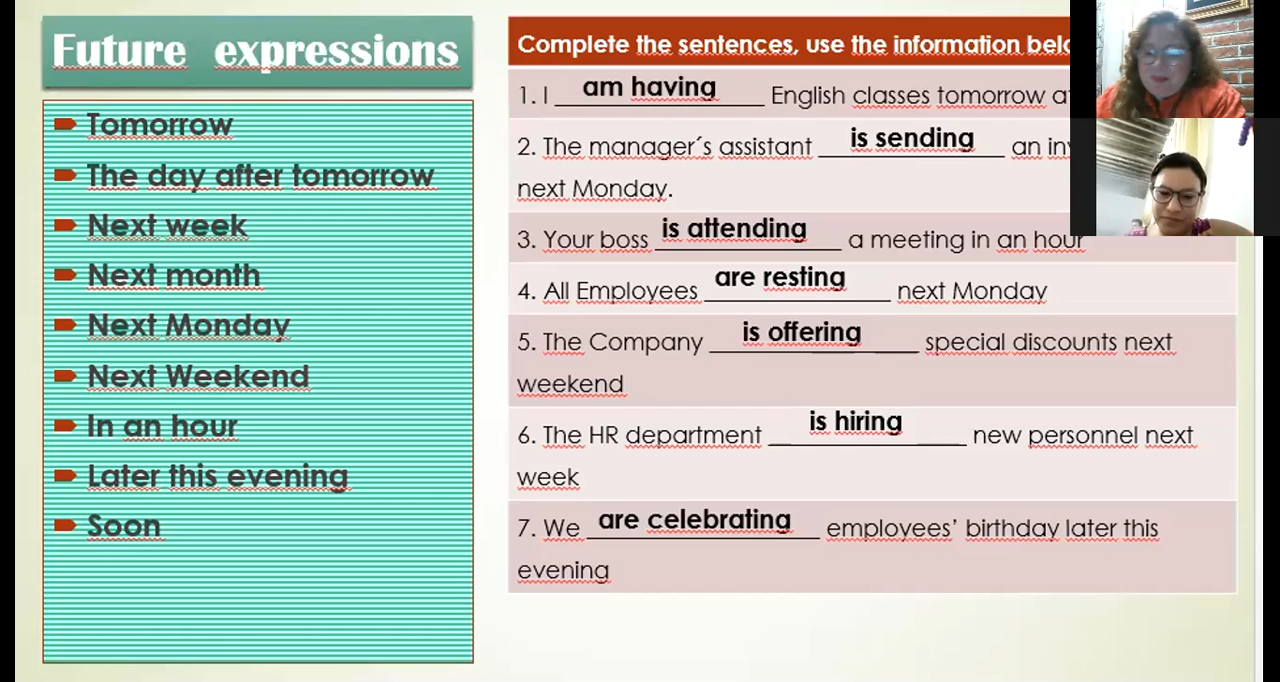 Future expressions
Tomorrow
The day after tomorrow
Next week
Next month
Next Monday
Next Weekend
In an hour
Later this evening
Soon
Complete the sentences, use the information
1. I am having English classes tomorrow
2. The manager´s assistant is sending an
next Monday.
3. Your boss is attending a meeting in an hour
4. All Employees are resting next Monday
5. The Company is offering special discounts next
weekend
6. The HR department is hiring new personnel next
week
7. We are celebrating employees’ birthday later this
evening